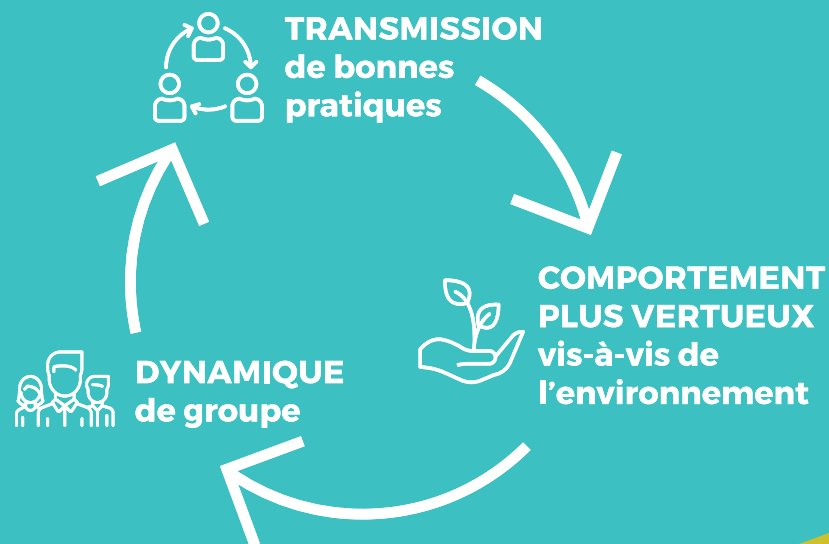 TRANSMISSION
de bonnes
pratiques
COMPORTEMENT
PLUS VERTUEUX
vis-à-vis de
l’environnement
DYNAMIQUE
de groupe